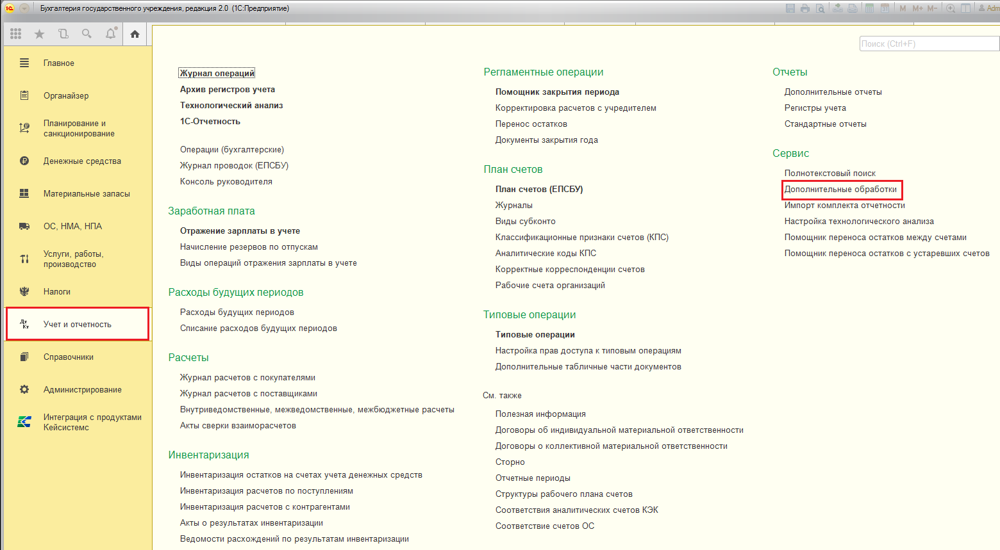 Бухгалтерия государственного учреждения, редакция 2.0 (1С:Предприятие)
M M+ M-
Adm
Поиск (Ctrl+F)
Главное
Органайзер
Планирование и
санкционирование
Денежные средства
Материальные запасы
ОС, НМА, НПА
Услуги, работы,
производство
Налоги
Дт
Кт
Учет и отчетность
Справочники
Администрирование
Интеграция с продуктами
Кейсистемс
Журнал операций
Архив регистров учета
Технологический анализ
1С-Отчетность
Операции (бухгалтерские)
Журнал проводок (ЕПСБУ)
Консоль руководителя
Заработная плата
Отражение зарплаты в учете
Начисление резервов по отпускам
Виды операций отражения зарплаты в учете
Расходы будущих периодов
Расходы будущих периодов
Списание расходов будущих периодов
Расчеты
Журнал расчетов с покупателями
Журнал расчетов с поставщиками
Внутриведомственные, межведомственные, межбюджетные расчеты
Акты сверки взаиморасчетов
Инвентаризация
Инвентаризация остатков на счетах учета денежных средств
Инвентаризация расчетов по поступлениям
Инвентаризация расчетов с контрагентами
Акты о результатах инвентаризации
Ведомости расхождений по результатам инвентаризации
Регламентные операции
Помощник закрытия периода
Корректировка расчетов с учредителем
Перенос остатков
Документы закрытия года
План счетов
План счетов (ЕПСБУ)
Журналы
Виды субконто
Классификационные признаки счетов (КПС)
Аналитические коды КПС
Корректные корреспонденции счетов
Рабочие счета организаций
Типовые операции
Типовые операции
Настройка прав доступа к типовым операциям
Дополнительные табличные части документов
См. также
Полезная информация
Договоры об индивидуальной материальной ответственности
Договоры о коллективной материальной ответственности
Сторно
Отчетные периоды
Структуры рабочего плана счетов
Соответствия аналитических счетов КЭК
Соответствие счетов ОС
Отчеты
Дополнительные отчеты
Регистры учета
Стандартные отчеты
Сервис
Полнотекстовый поиск
Дополнительные обработки
Импорт комплекта отчетности
Настройка технологического анализа
Помощник переноса остатков между счетами
Помощник переноса остатков с устаревших счетов